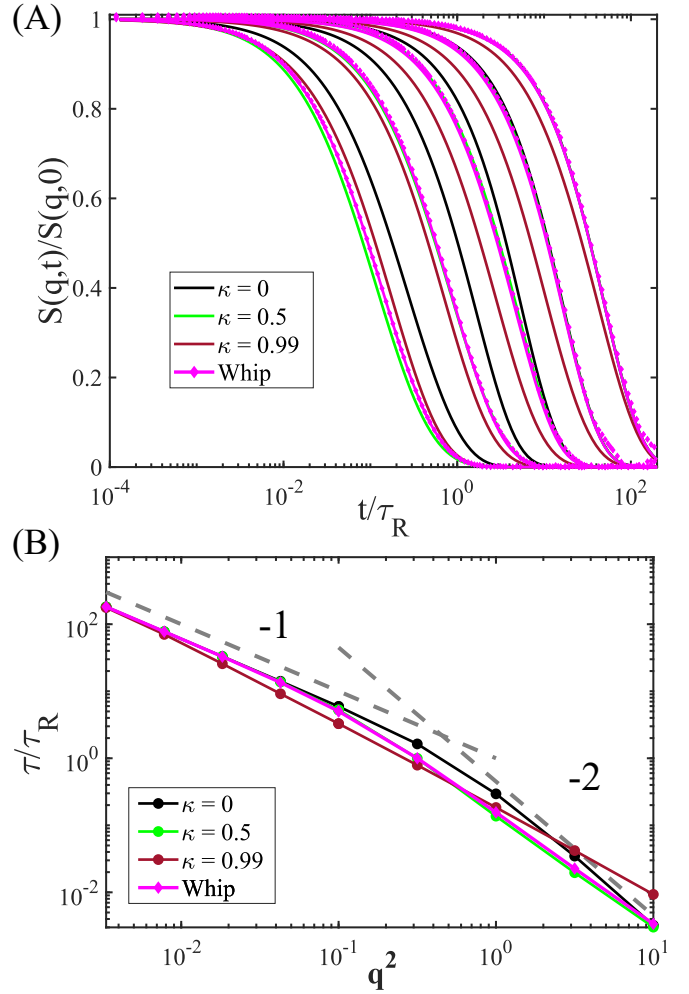 (A)
1
0.8
0.6
0.4
0.2
0
S(q,t)/S(q,0)
κ = 0
κ = 0.5
κ = 0.99
Whip
10^-4 10^-2 10^0 10^2
t/τ_R
(B)
10^2
10^0
10^-2
τ/τ_R
-1
-2
κ = 0
κ = 0.5
κ = 0.99
Whip
10^-2 10^-1 10^0 10^1
q^2